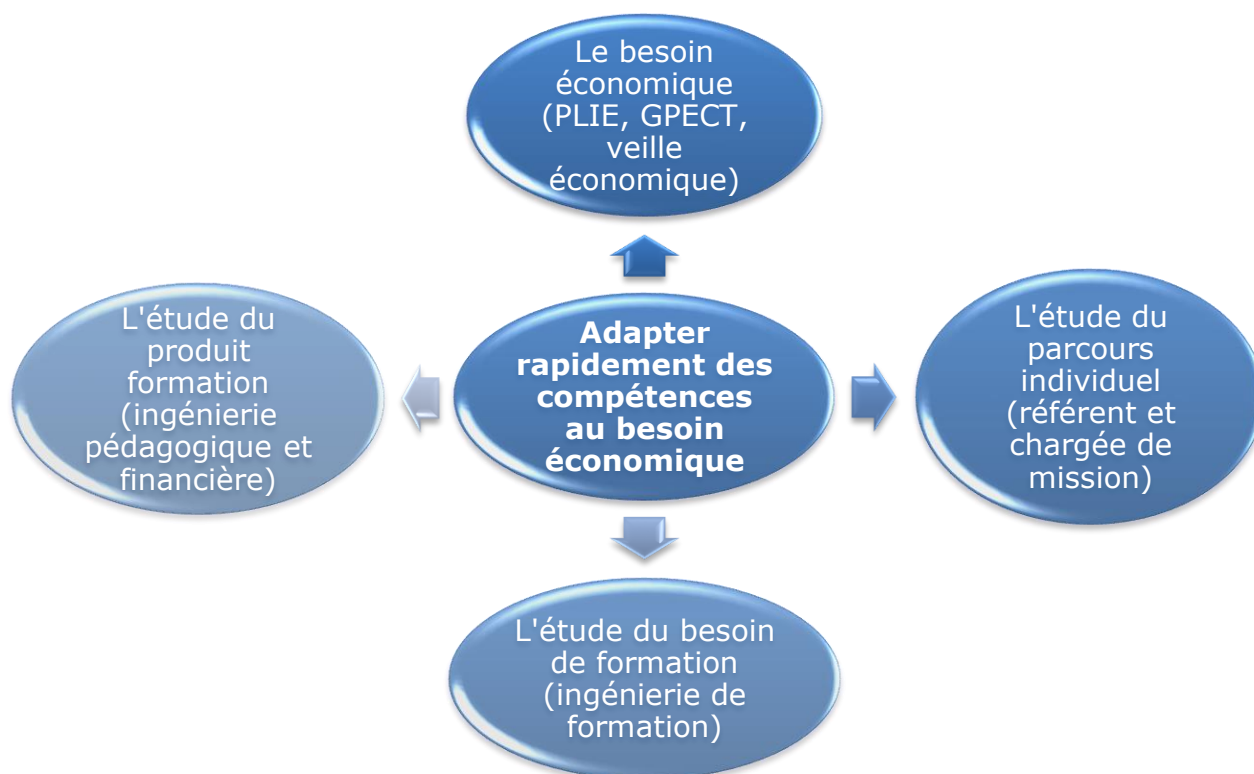 Le besoin
économique
(PLIE, GPECT,
veille
économique)
L'étude du
produit
formation
(ingénierie
pédagogique et
financière)
Adapter
rapidement des
compétences
au besoin
économique
L'étude du
parcours
individuel
(référent et
chargée de
mission)
L'étude du besoin
de formation
(ingénierie de
formation)